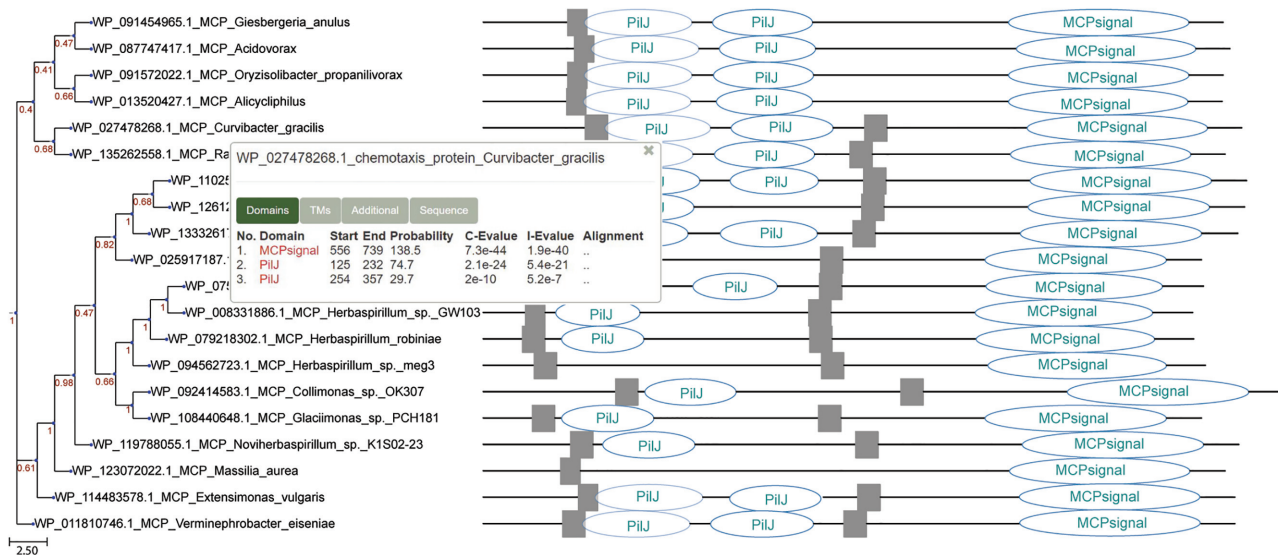 WP_091454965.1_MCP_Giesbergeria_anulus PilJ PilJ MCPsignal
0.47
WP_087747417.1_MCP_Acidovorax PilJ PilJ MCPsignal
0.41
WP_091572022.1_MCP_Oryzisolibacter_propanilivorax PilJ PilJ MCPsignal
0.66
WP_013520427.1_MCP_Alicycliphilus PilJ PilJ MCPsignal
0.4
WP_027478268.1_MCP_Curvibacter_gracilis PilJ PilJ MCPsignal
0.68
WP_135262558.1_MCP_Ra PilJ MCPsignal
WP_027478268.1_chemotaxis_protein_Curvibacter_gracilis
Domains TMs Additional Sequence
No. Domain Start End Probability C-Evalue I-Evalue Alignment
1. MCPsignal 556 739 138.5 7.3e-44 1.9e-40 ..
2. PilJ 125 232 74.7 2.1e-24 5.4e-21 ..
3. PilJ 254 357 29.7 2e-10 5.2e-7 ..
WP_11025 PilJ MCPsignal
0.68
WP_12612 MCPsignal
1
WP_1333261 PilJ MCPsignal
0.82
WP_025917187. MCPsignal
WP_075 PilJ MCPsignal
1
WP_008331886.1_MCP_Herbaspirillum_sp._GW103 PilJ MCPsignal
1
0.47
WP_079218302.1_MCP_Herbaspirillum_robiniae PilJ MCPsignal
1
WP_094562723.1_MCP_Herbaspirillum_sp._meg3 MCPsignal
0.66
0.98
WP_092414583.1_MCP_Collimonas_sp._OK307 PilJ MCPsignal
1
WP_108440648.1_MCP_Glaciimonas_sp._PCH181 PilJ MCPsignal
1
WP_119788055.1_MCP_Noviherbaspirillum_sp._K1S02-23 PilJ MCPsignal
0.61
WP_123072022.1_MCP_Massilia_aurea MCPsignal
WP_114483578.1_MCP_Extensimonas_vulgaris PilJ PilJ MCPsignal
1
WP_011810746.1_MCP_Verminephrobacter_eiseniae PilJ PilJ MCPsignal
2.50